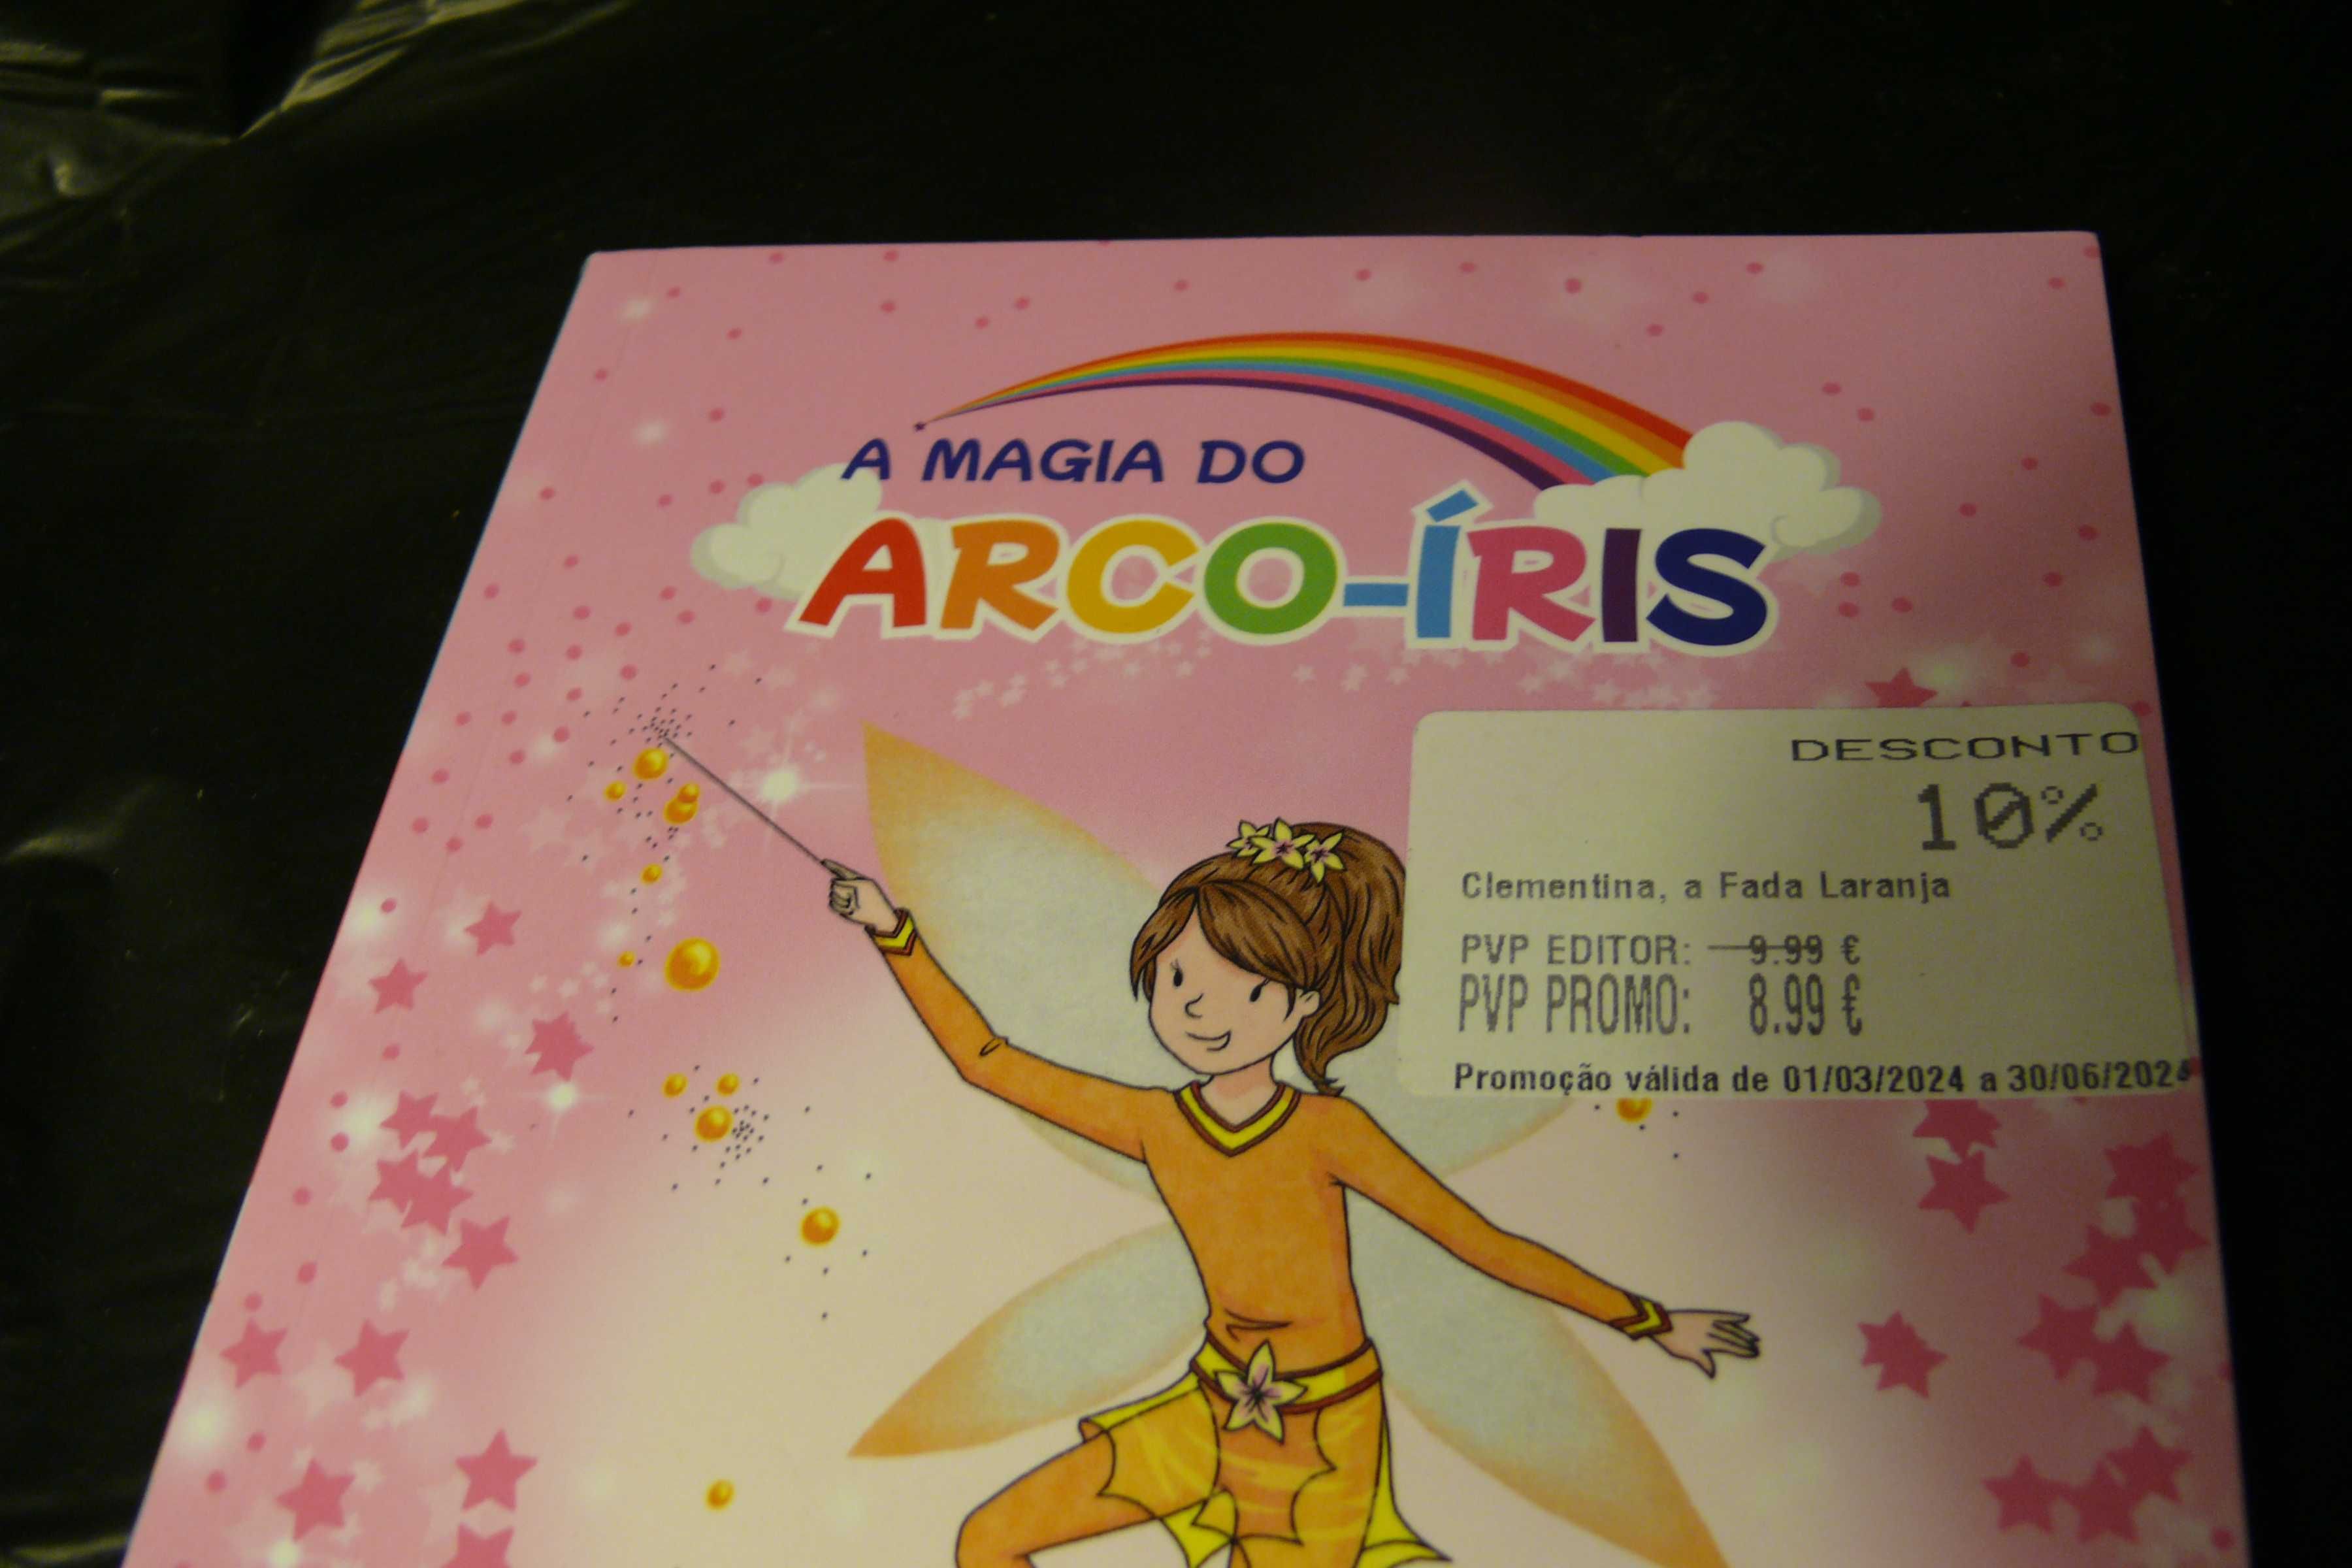 A MAGIA DO
ARCO-ÍRIS
DESCONTO
10%
Clementina, a Fada Laranja
PVP EDITOR: 9.99 €
PVP PROMO: 8.99 €
Promoção válida de 01/03/2024 a 30/06/2024